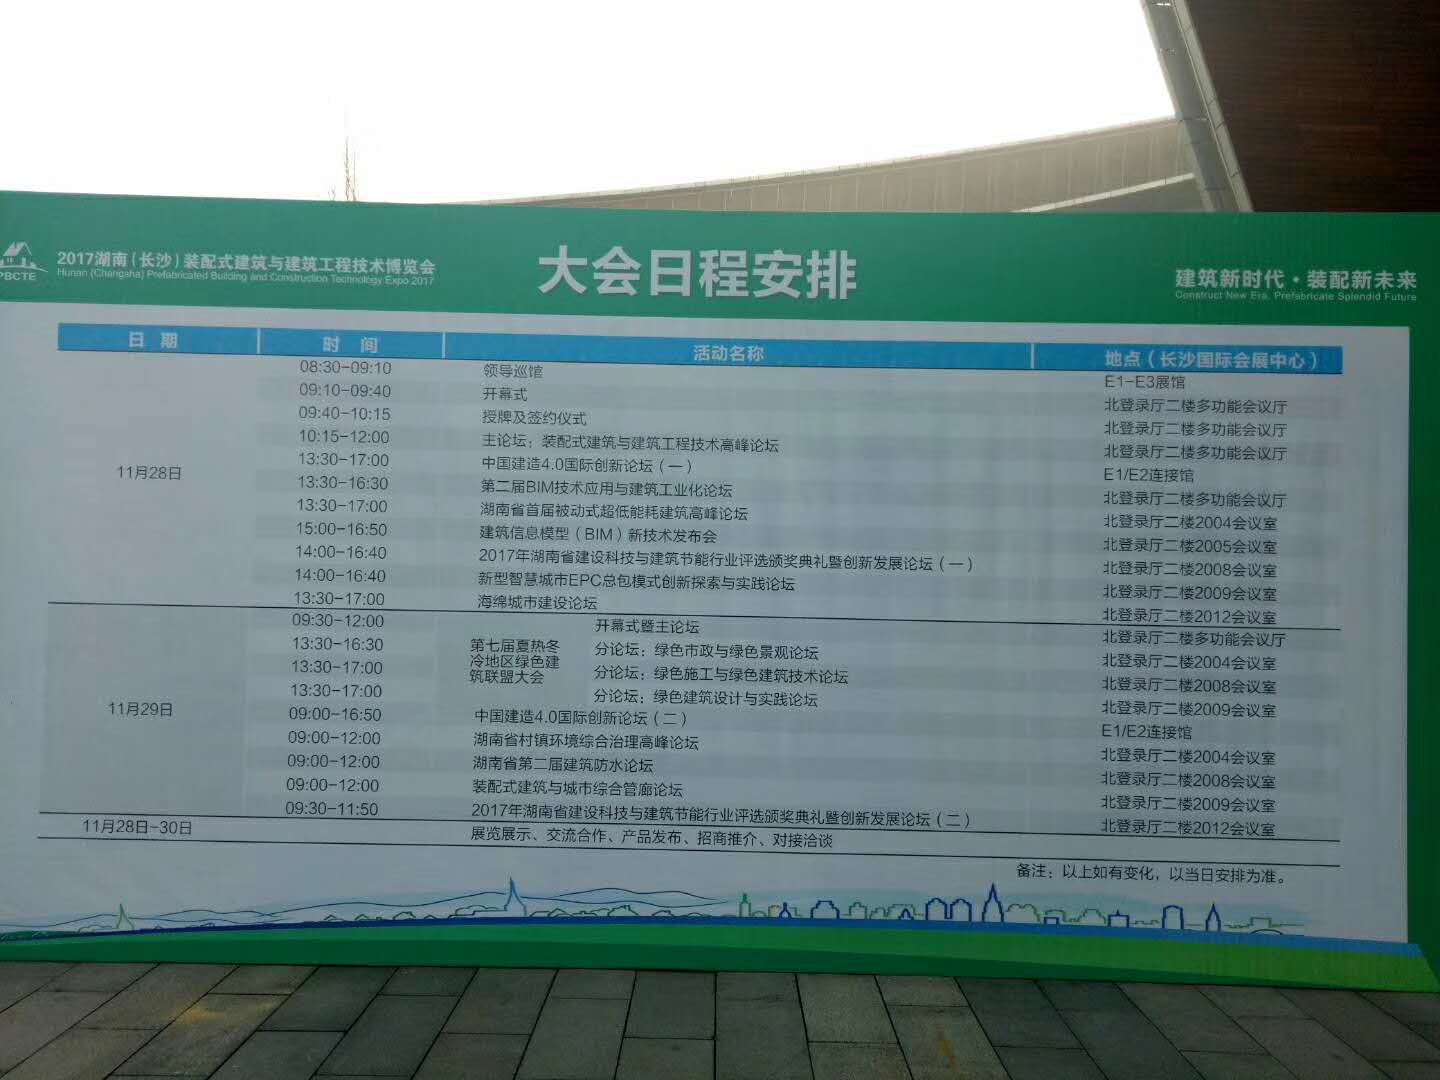 PBCTE
2017湖南（长沙）装配式建筑与建筑工程技术博览会
Hunan (Changsha) Prefabricated Building and Construction Technology Expo 2017
大会日程安排
建筑新时代·装配新未来
Construct New Era, Prefabricate Splendid Future
日 期 时 间 活动名称 地点（长沙国际会展中心）
11月28日
08:30-09:10 领导巡馆 E1-E3展馆
09:10-09:40 开幕式 北登录厅二楼多功能会议厅
09:40-10:15 授牌及签约仪式 北登录厅二楼多功能会议厅
10:15-12:00 主论坛：装配式建筑与建筑工程技术高峰论坛 北登录厅二楼多功能会议厅
13:30-17:00 中国建造4.0国际创新论坛（一） E1/E2连接馆
13:30-16:30 第二届BIM技术应用与建筑工业化论坛 北登录厅二楼多功能会议厅
13:30-17:00 湖南省首届被动式超低能耗建筑高峰论坛 北登录厅二楼2004会议室
15:00-16:50 建筑信息模型（BIM）新技术发布会 北登录厅二楼2005会议室
14:00-16:40 2017年湖南省建设科技与建筑节能行业评选颁奖典礼暨创新发展论坛（一） 北登录厅二楼2008会议室
14:00-16:40 新型智慧城市EPC总包模式创新探索与实践论坛 北登录厅二楼2009会议室
13:30-17:00 海绵城市建设论坛 北登录厅二楼2012会议室
11月29日
第七届夏热冬
冷地区绿色建
筑联盟大会
09:30-12:00 开幕式暨主论坛 北登录厅二楼多功能会议厅
13:30-16:30 分论坛：绿色市政与绿色景观论坛 北登录厅二楼2004会议室
13:30-17:00 分论坛：绿色施工与绿色建筑技术论坛 北登录厅二楼2008会议室
13:30-17:00 分论坛：绿色建筑设计与实践论坛 北登录厅二楼2009会议室
09:00-16:50 中国建造4.0国际创新论坛（二） E1/E2连接馆
09:00-12:00 湖南省村镇环境综合治理高峰论坛 北登录厅二楼2004会议室
09:00-12:00 湖南省第二届建筑防水论坛 北登录厅二楼2008会议室
09:00-12:00 装配式建筑与城市综合管廊论坛 北登录厅二楼2009会议室
09:30-11:50 2017年湖南省建设科技与建筑节能行业评选颁奖典礼暨创新发展论坛（二） 北登录厅二楼2012会议室
11月28日-30日 展览展示、交流合作、产品发布、招商推介、对接洽谈
备注：以上如有变化，以当日安排为准。